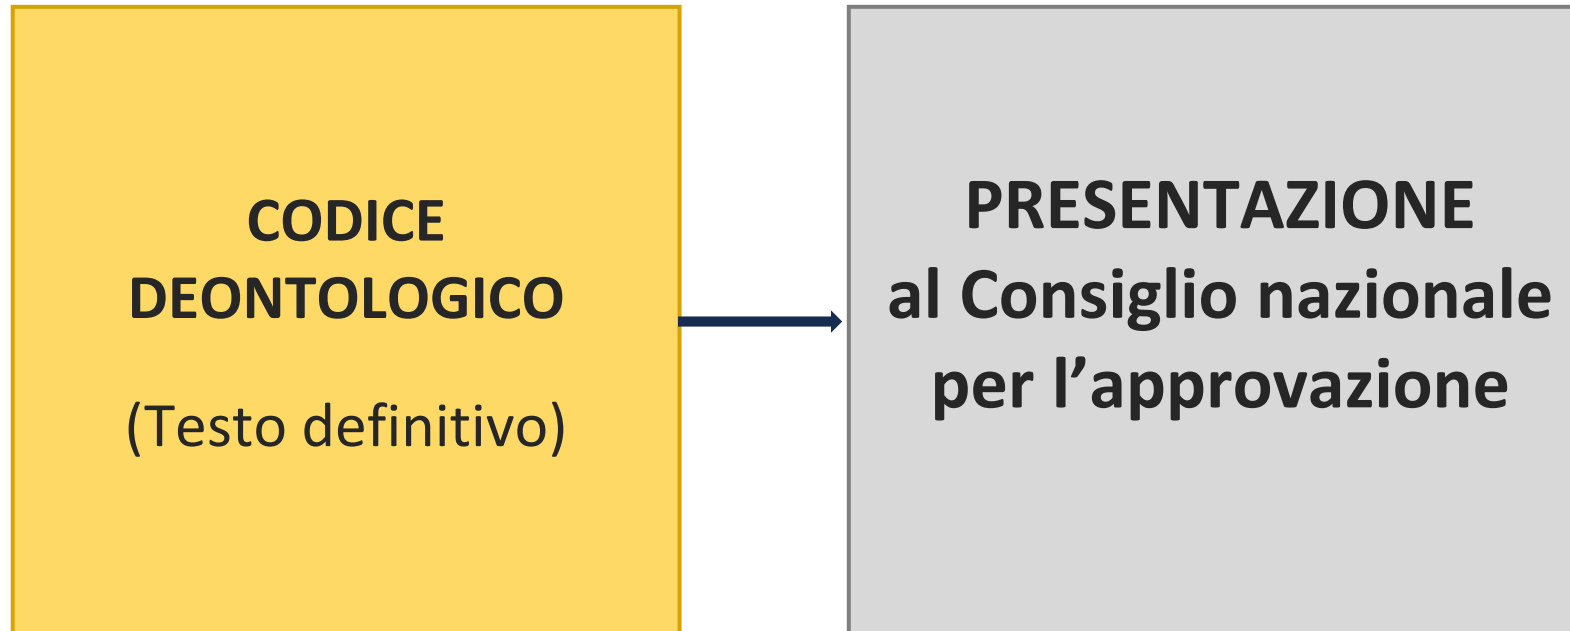 CODICE
DEONTOLOGICO
(Testo definitivo)
PRESENTAZIONE
al Consiglio nazionale
per l’approvazione